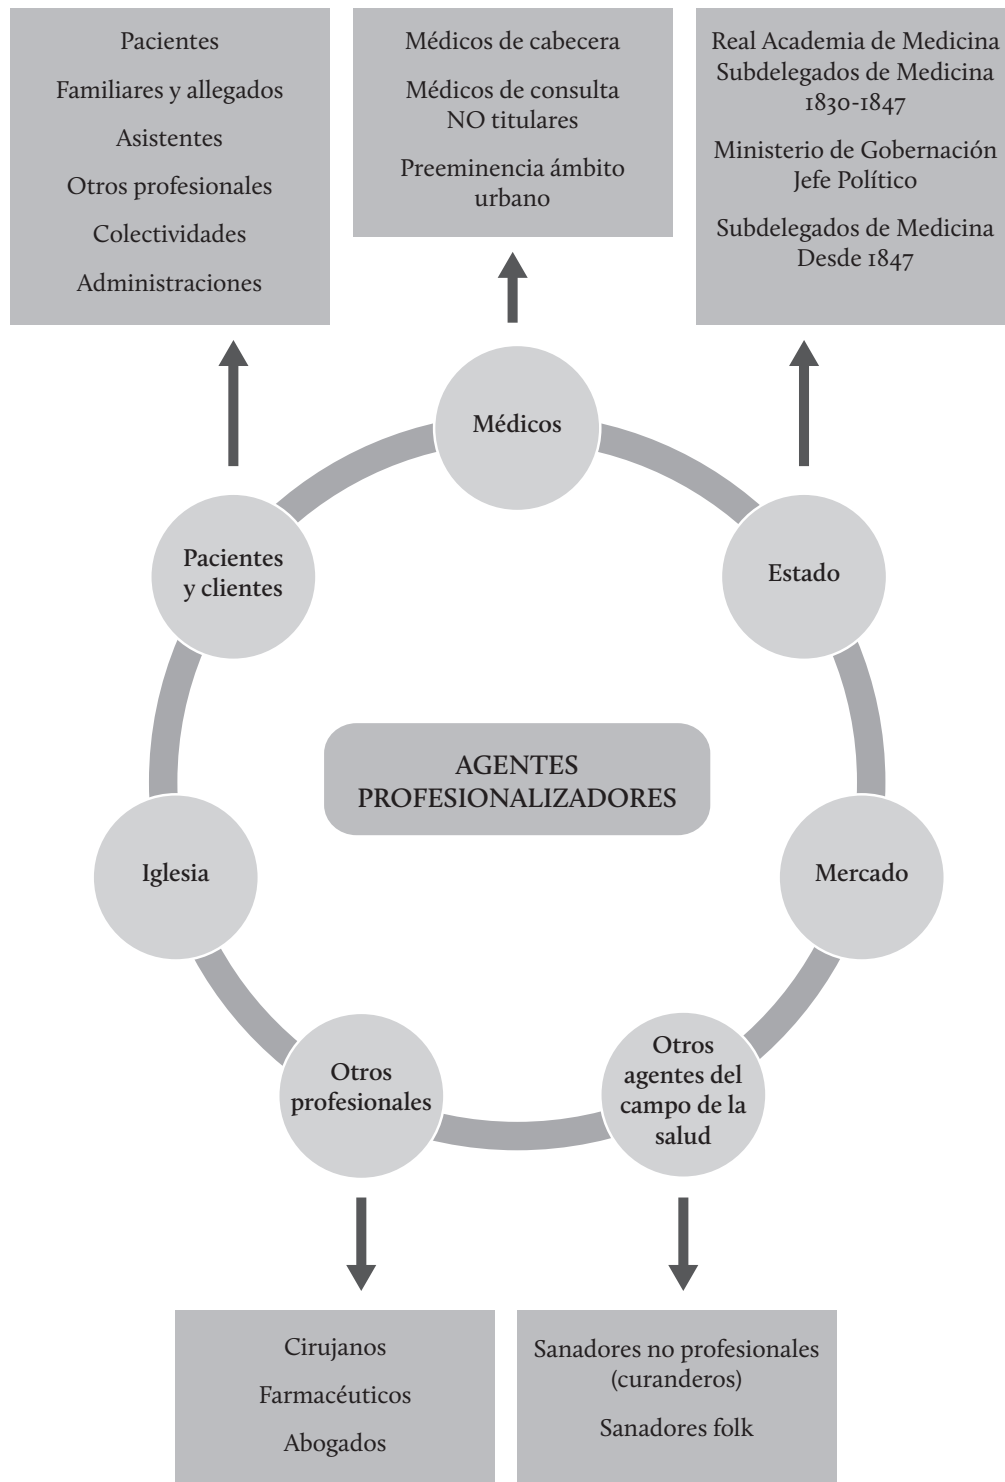 Pacientes
Familiares y allegados
Asistentes
Otros profesionales
Colectividades
Administraciones
Médicos de cabecera
Médicos de consulta
NO titulares
Preeminencia ámbito
urbano
Real Academia de Medicina
Subdelegados de Medicina
1830-1847
Ministerio de Gobernación
Jefe Político
Subdelegados de Medicina
Desde 1847
Médicos
Pacientes
y clientes
Estado
AGENTES
PROFESIONALIZADORES
Iglesia
Mercado
Otros
profesionales
Otros
agentes del
campo de la
salud
Cirujanos
Farmacéuticos
Abogados
Sanadores no profesionales
(curanderos)
Sanadores folk